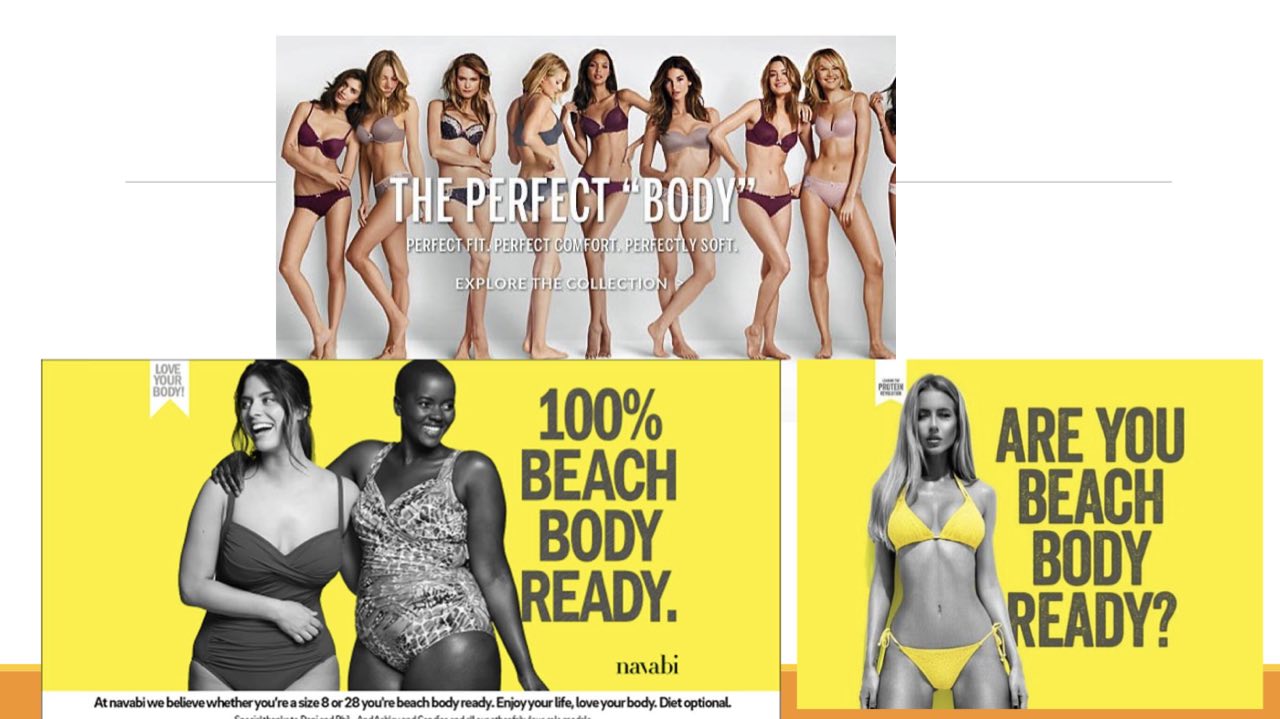 THE PERFECT “BODY”
PERFECT FIT. PERFECT COMFORT. PERFECTLY SOFT.
EXPLORE THE COLLECTION >
LOVE
YOUR
BODY!
100%
BEACH
BODY
READY.
navabi
At navabi we believe whether you're a size 8 or 28 you're beach body ready. Enjoy your life, love your body. Diet optional.
PROTEIN
REVOLUTION
ARE YOU
BEACH
BODY
READY?